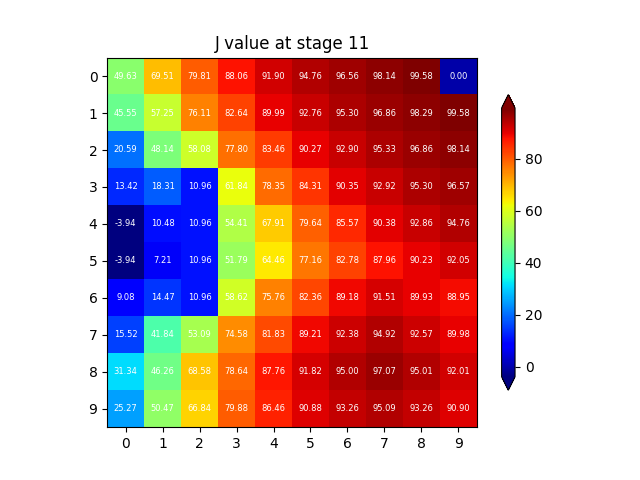 J value at stage 11
0 49.63 69.51 79.81 88.06 91.90 94.76 96.56 98.14 99.58 0.00
1 45.55 57.25 76.11 82.64 89.99 92.76 95.30 96.86 98.29 99.58
2 20.59 48.14 58.08 77.80 83.46 90.27 92.90 95.33 96.86 98.14
3 13.42 18.31 10.96 61.04 78.35 84.31 90.35 92.92 95.30 96.57
4 -3.94 10.48 10.96 54.41 67.91 79.64 85.57 90.38 92.86 94.76
5 -3.94 7.21 10.96 51.79 64.46 77.16 82.78 87.96 90.23 92.05
6 9.08 14.47 10.96 58.62 75.76 82.36 89.18 91.51 89.93 88.95
7 15.52 41.84 53.09 74.58 81.83 89.21 92.38 94.92 92.57 89.98
8 31.34 46.26 68.58 78.64 87.76 91.82 95.00 97.07 95.01 92.01
9 25.27 50.47 66.84 79.88 86.46 90.88 93.26 95.09 93.26 90.90
0 1 2 3 4 5 6 7 8 9
80
60
40
20
0